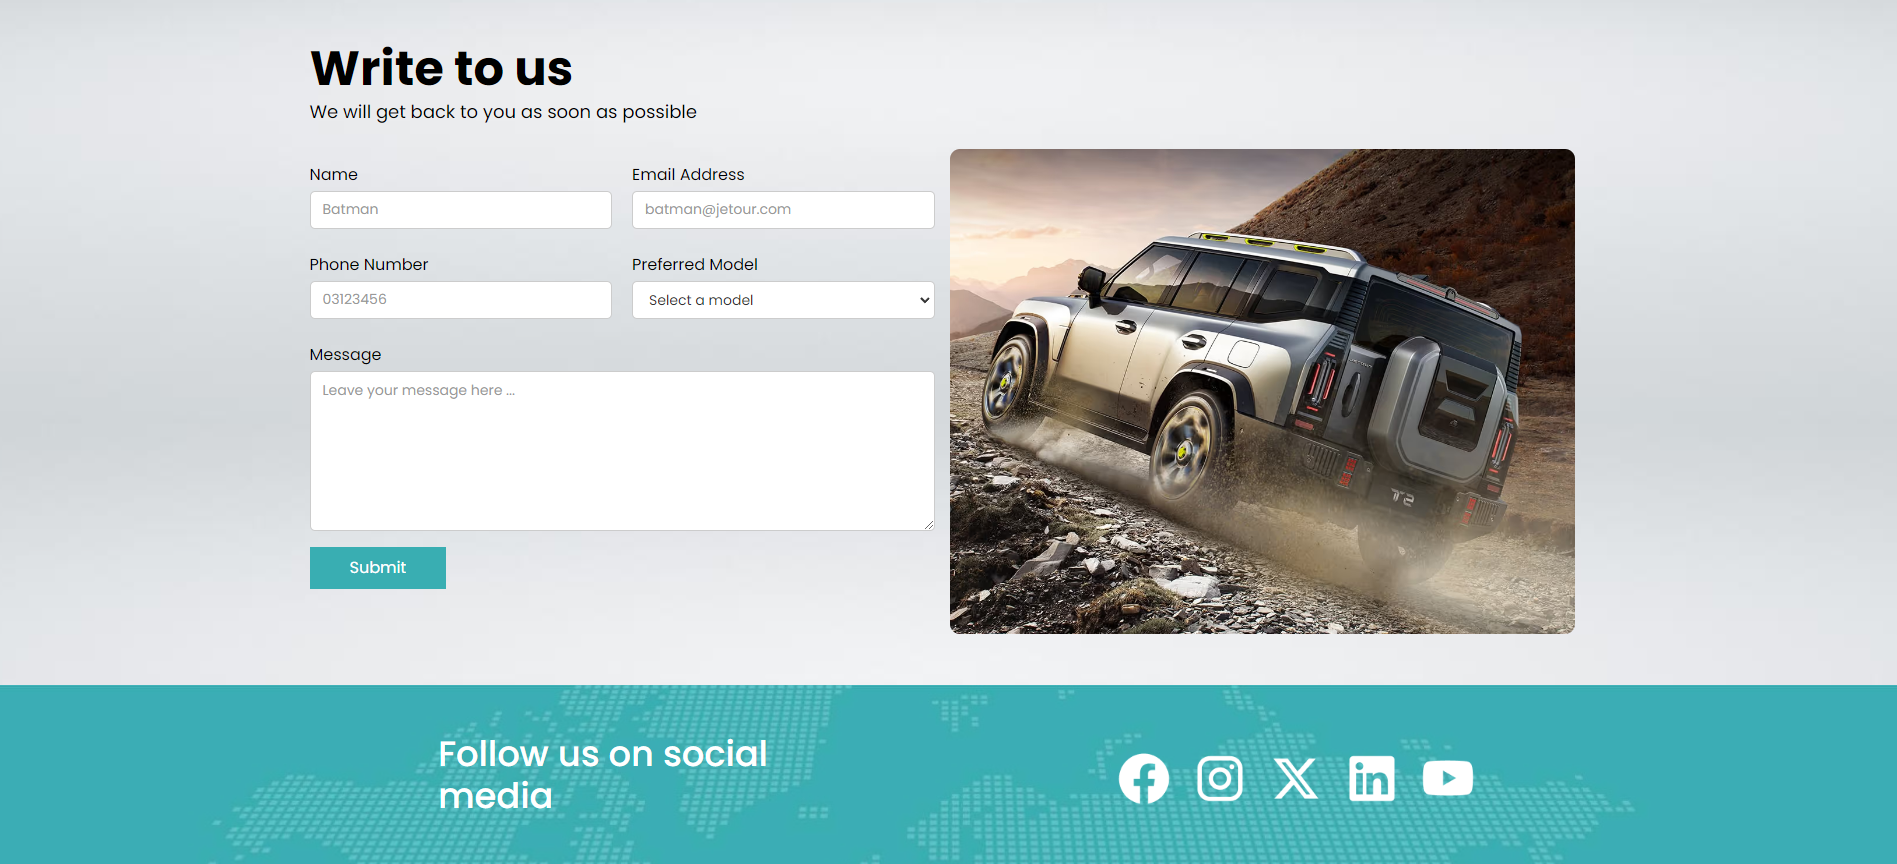 Write to us
We will get back to you as soon as possible
Name
Email Address
Batman
batman@jetour.com
Phone Number
Preferred Model
03123456
Select a model
Message
Leave your message here ...
T2
Submit
Follow us on social
media